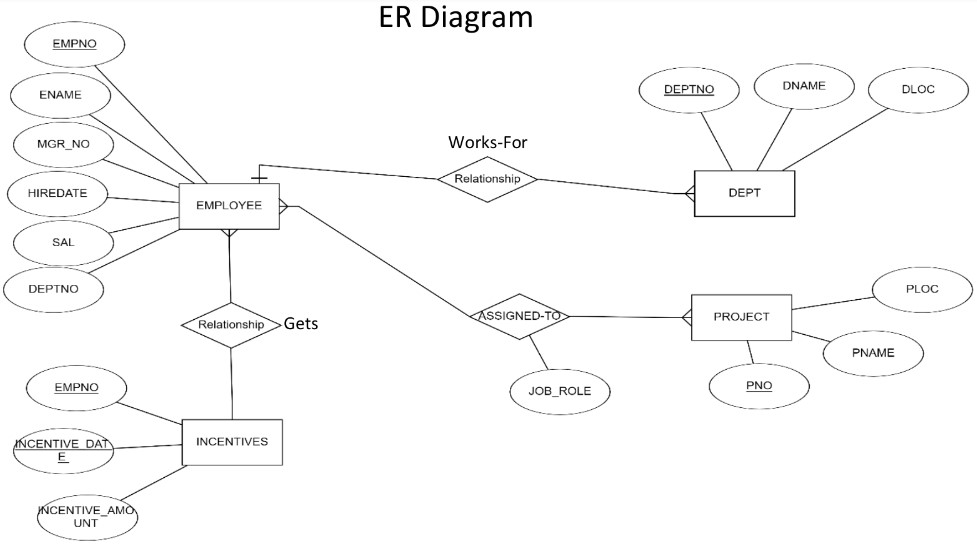 ER Diagram
EMPNO
ENAME
MGR_NO
HIREDATE
SAL
DEPTNO
EMPLOYEE
Works-For
Relationship
DEPTNO
DNAME
DLOC
DEPT
Relationship
Gets
ASSIGNED-TO
JOB_ROLE
PROJECT
PLOC
PNAME
PNO
EMPNO
INCENTIVE_DAT
E
INCENTIVE_AMO
UNT
INCENTIVES